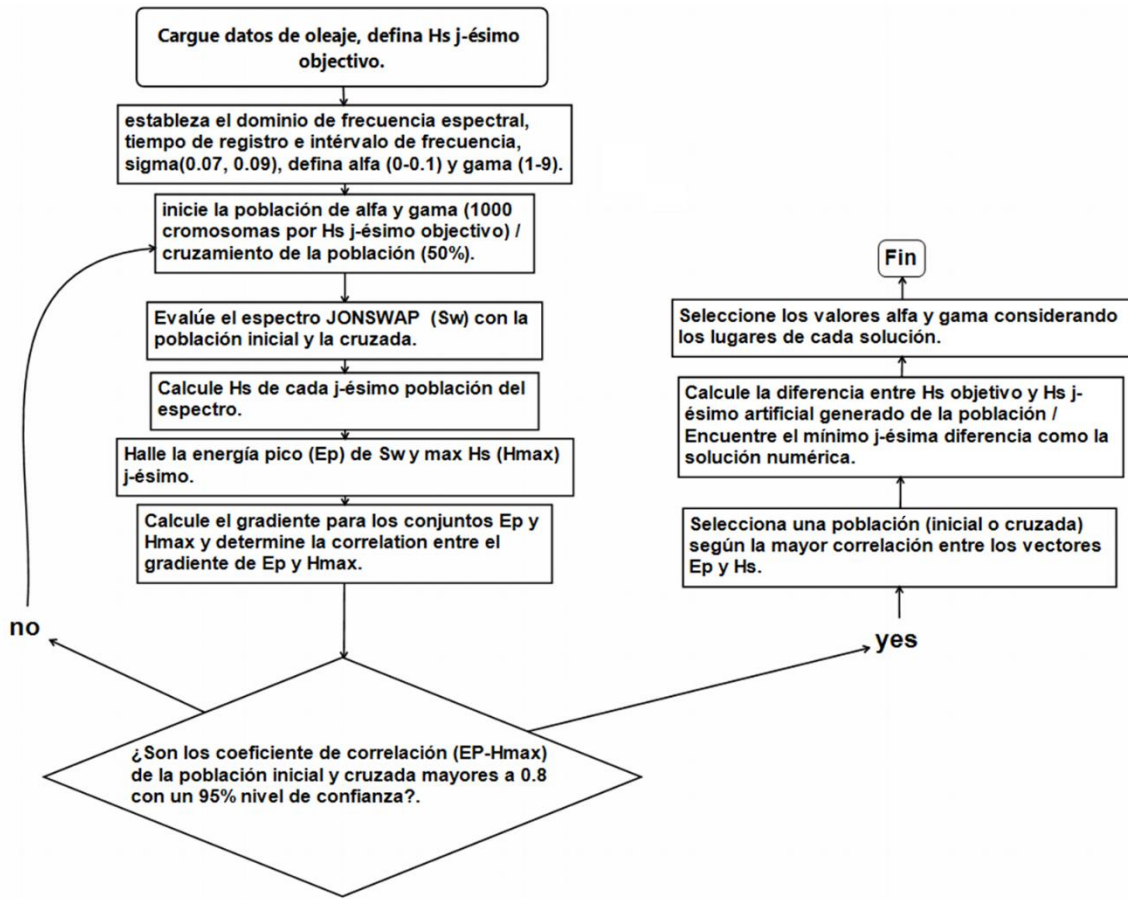 Cargue datos de oleaje, defina Hs j-ésimo
objectivo.
estableza el dominio de frecuencia espectral,
tiempo de registro e intérvalo de frecuencia,
sigma(0.07, 0.09), defina alfa (0-0.1) y gama (1-9).
inicie la población de alfa y gama (1000
cromosomas por Hs j-ésimo objectivo) /
cruzamiento de la población (50%).
Evalúe el espectro JONSWAP (Sw) con la
población inicial y la cruzada.
Calcule Hs de cada j-ésimo población del
espectro.
Halle la energía pico (Ep) de Sw y max Hs (Hmax)
j-ésimo.
Calcule el gradiente para los conjuntos Ep y
Hmax y determine la correlation entre el
gradiente de Ep y Hmax.
no
¿Son los coeficiente de correlación (EP-Hmax)
de la población inicial y cruzada mayores a 0.8
con un 95% nivel de confianza?.
yes
Selecciona una población (inicial o cruzada)
según la mayor correlación entre los vectores
Ep y Hs.
Calcule la diferencia entre Hs objetivo y Hs j-
ésimo artificial generado de la población /
Encuentre el mínimo j-ésima diferencia como la
solución numérica.
Seleccione los valores alfa y gama considerando
los lugares de cada solución.
Fin